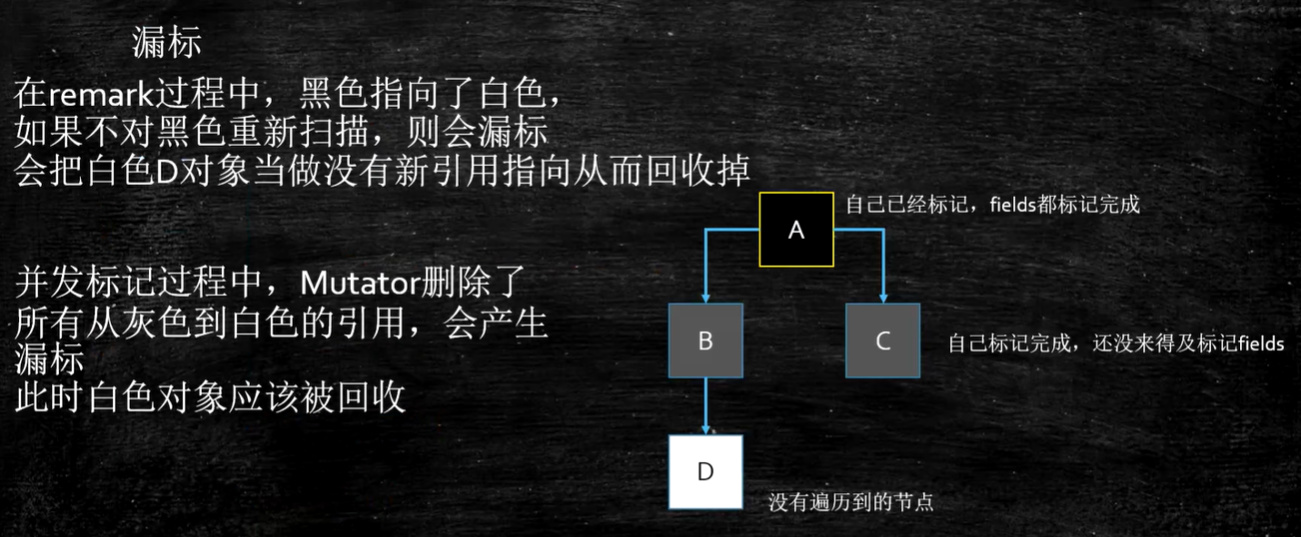 漏标
在remark过程中，黑色指向了白色，
如果不对黑色重新扫描，则会漏标
会把白色D对象当做没有新引用指向从而回收掉
A
自己已经标记，fields都标记完成
并发标记过程中，Mutator删除了
所有从灰色到白色的引用，会产生
漏标
此时白色对象应该被回收
B
C
自己标记完成，还没来得及标记fields
D
没有遍历到的节点